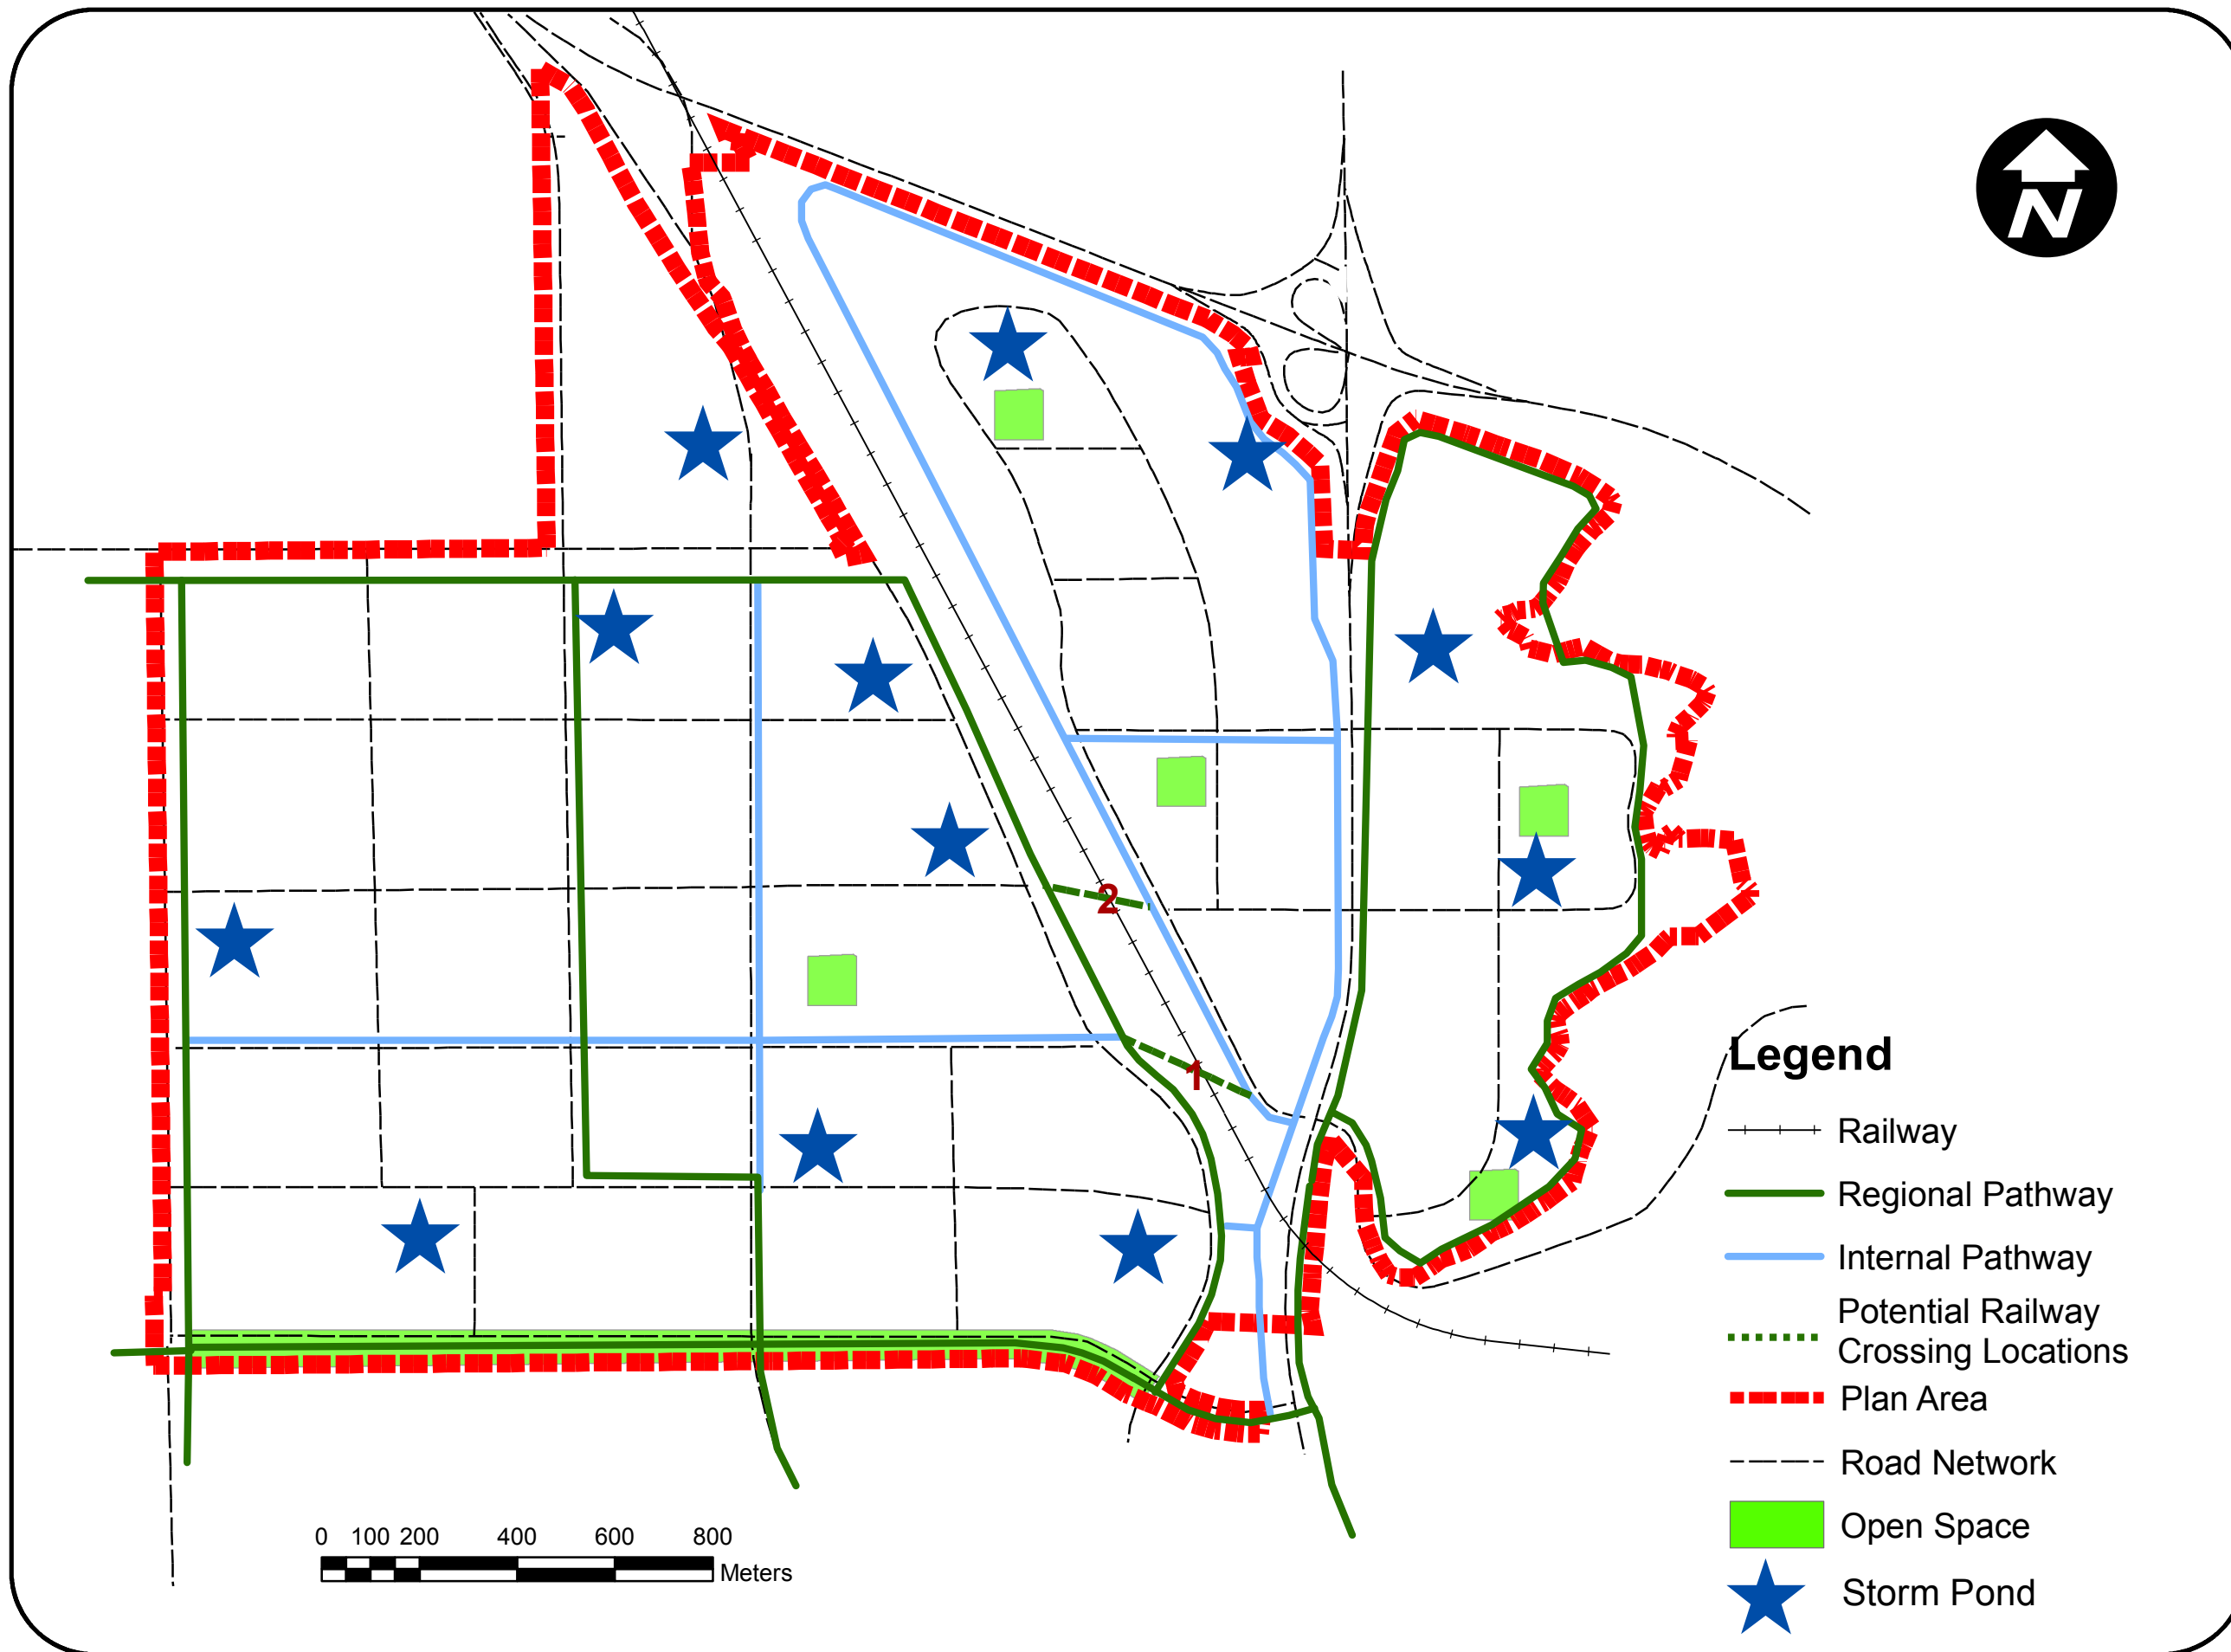 N
2
1
Legend
Railway
Regional Pathway
Internal Pathway
Potential Railway
Crossing Locations
Plan Area
Road Network
Open Space
Storm Pond
0 100 200 400 600 800
Meters